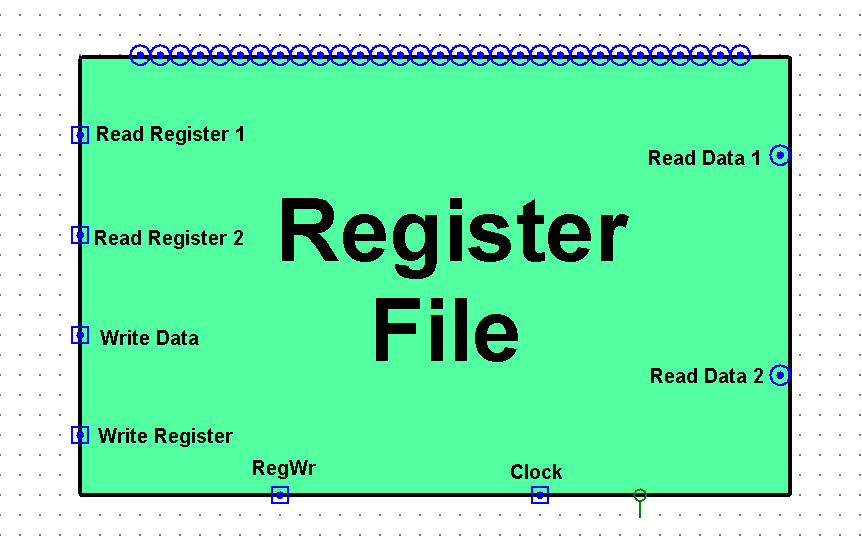 Read Register 1
Read Data 1
Read Register 2
Register
File
Write Data
Read Data 2
Write Register
RegWr
Clock